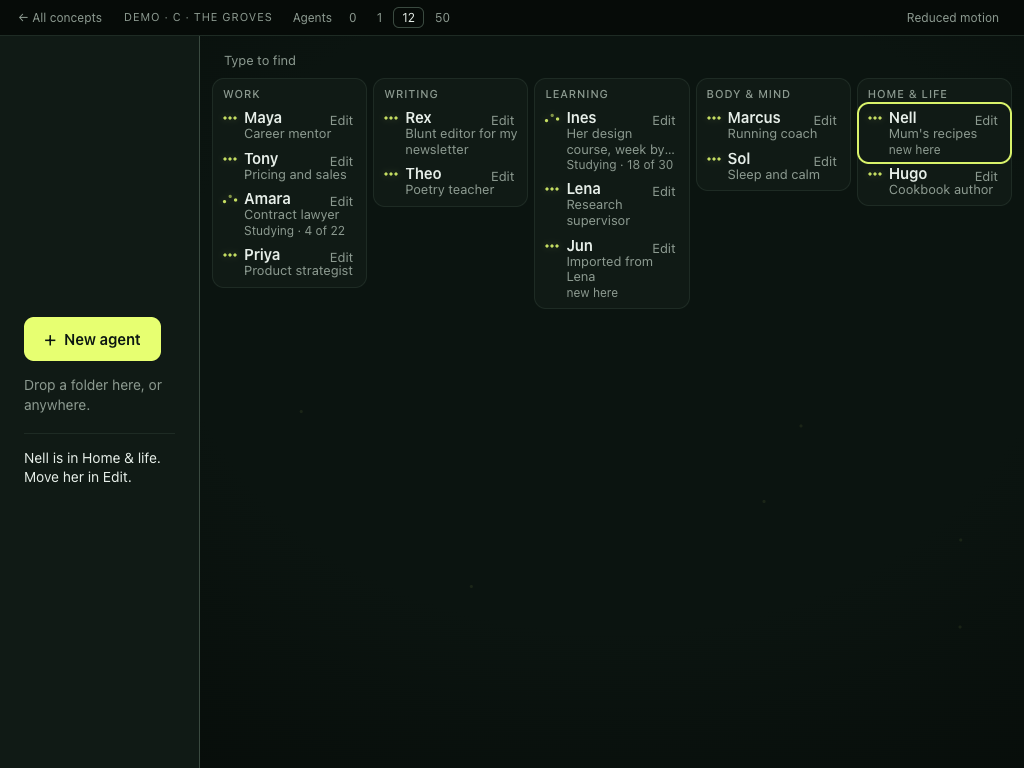 ← All concepts
DEMO · C · THE GROVES
Agents 0 1 12 50
Reduced motion
+ New agent
Drop a folder here, or
anywhere.
Nell is in Home & life.
Move her in Edit.
Type to find
WORK
Maya Edit
Career mentor
Tony Edit
Pricing and sales
Amara Edit
Contract lawyer
Studying · 4 of 22
Priya Edit
Product strategist
WRITING
Rex Edit
Blunt editor for my
newsletter
Theo Edit
Poetry teacher
LEARNING
Ines Edit
Her design
course, week by…
Studying · 18 of 30
Lena Edit
Research
supervisor
Jun Edit
Imported from
Lena
new here
BODY & MIND
Marcus Edit
Running coach
Sol Edit
Sleep and calm
HOME & LIFE
Nell Edit
Mum's recipes
new here
Hugo Edit
Cookbook author